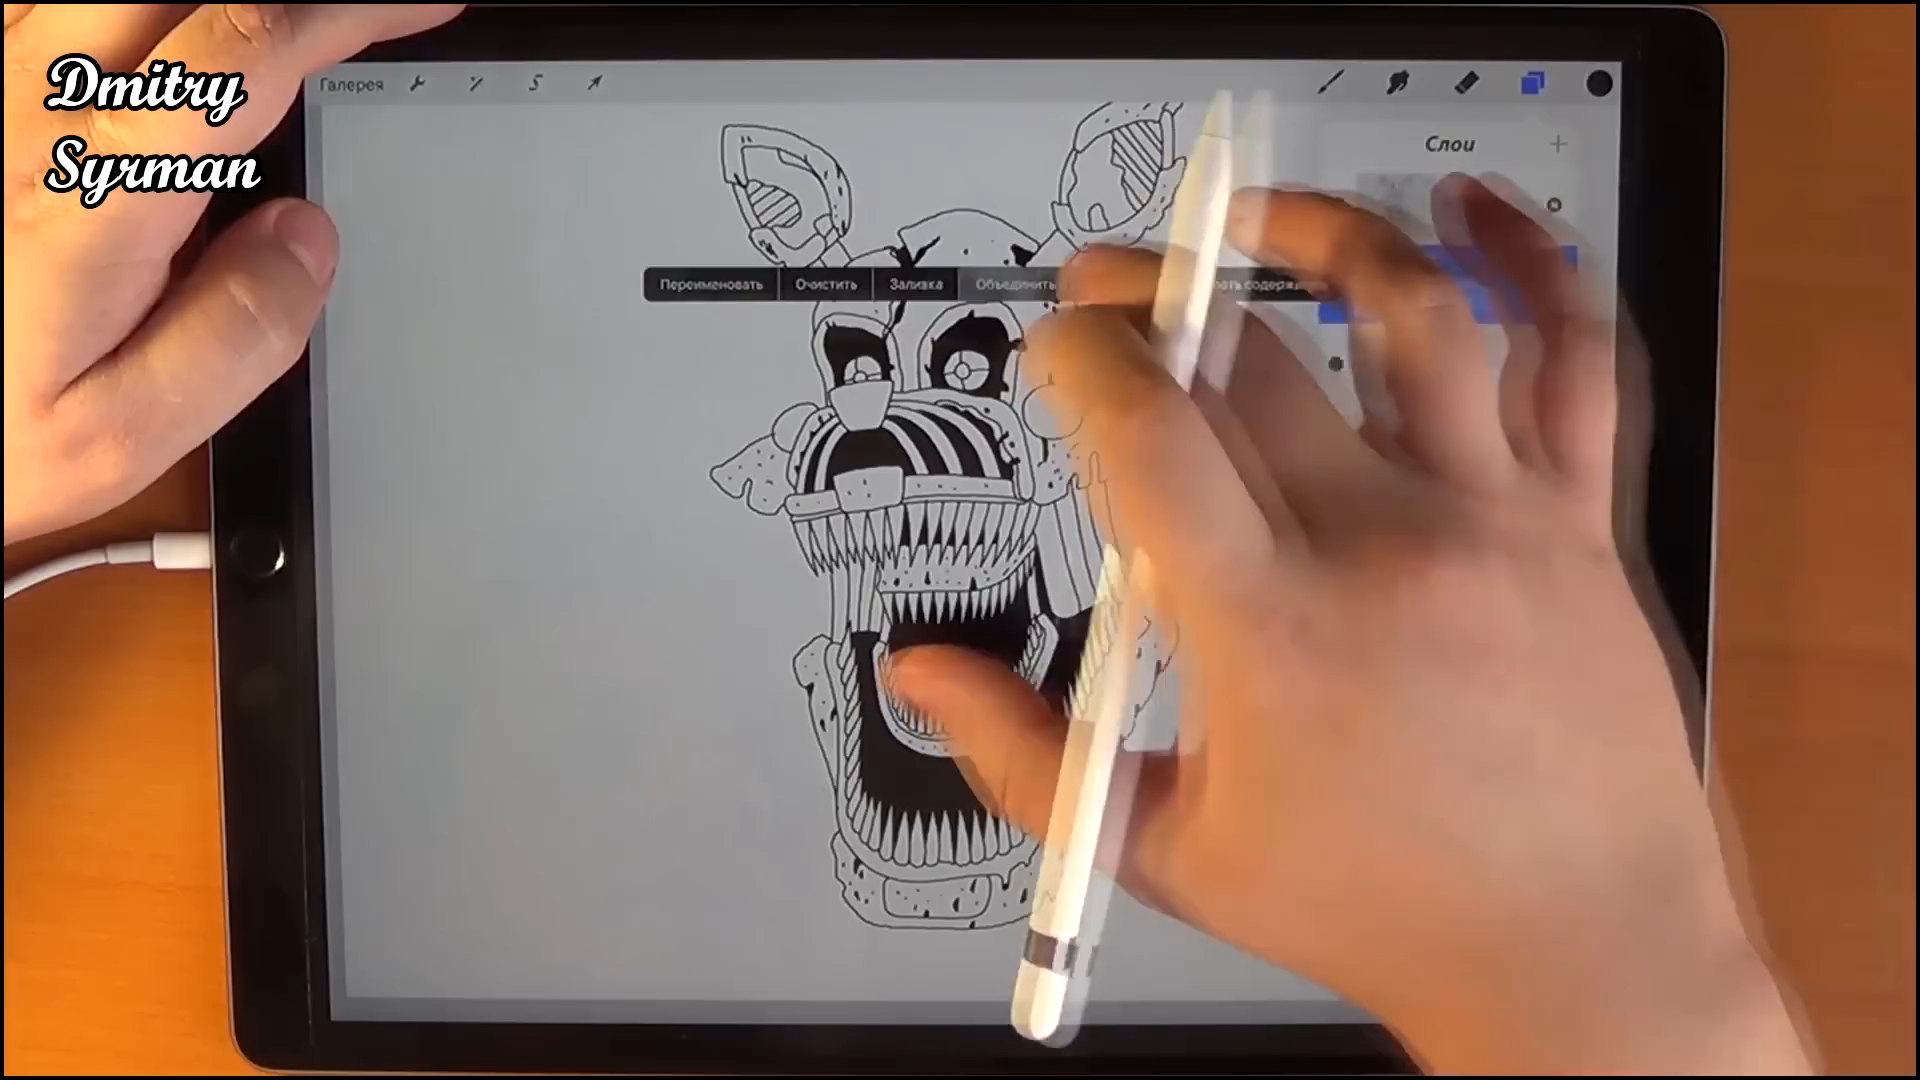 Dmitry
Syrman
Галерея
Слои
Переименовать
Очистить
Заливка
Объединить